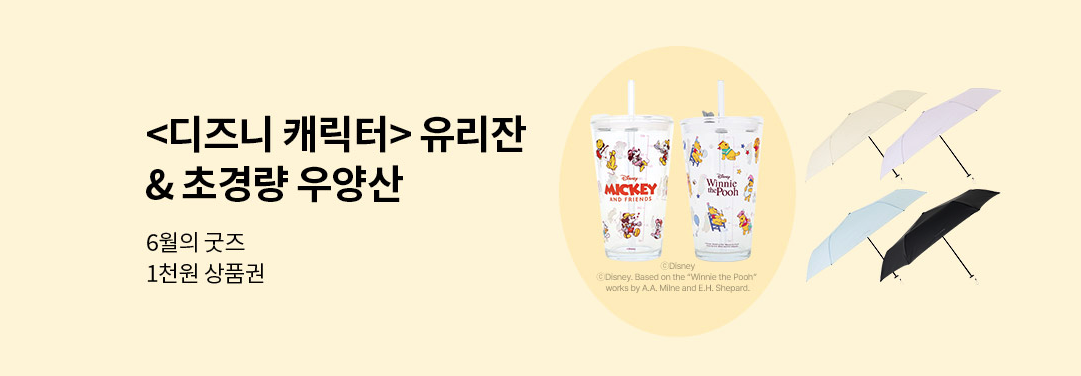 <디즈니 캐릭터> 유리잔
& 초경량 우양산
6월의 굿즈
1천원 상품권
Disney
MICKEY
AND FRIENDS
Disney
Winnie
the Pooh
ⓒDisney
ⓒDisney. Based on the “Winnie the Pooh”
works by A.A. Milne and E.H. Shepard.